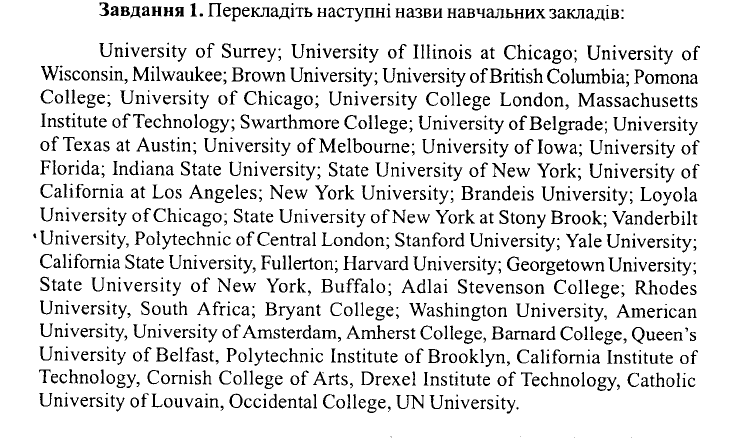 Завдання 1. Перекладіть наступні назви навчальних закладів:
University of Surrey; University of Illinois at Chicago; University of
Wisconsin, Milwaukee; Brown University; University of British Columbia; Pomona
College; University of Chicago; University College London, Massachusetts
Institute of Technology; Swarthmore College; University of Belgrade; University
of Texas at Austin; University of Melbourne; University of Iowa; University of
Florida; Indiana State University; State University of New York; University of
California at Los Angeles; New York University; Brandeis University; Loyola
University of Chicago; State University of New York at Stony Brook; Vanderbilt
University, Polytechnic of Central London; Stanford University; Yale University;
California State University, Fullerton; Harvard University; Georgetown University;
State University of New York, Buffalo; Adlai Stevenson College; Rhodes
University, South Africa; Bryant College; Washington University, American
University, University of Amsterdam, Amherst College, Barnard College, Queen's
University of Belfast, Polytechnic Institute of Brooklyn, California Institute of
Technology, Cornish College of Arts, Drexel Institute of Technology, Catholic
University of Louvain, Occidental College, UN University.